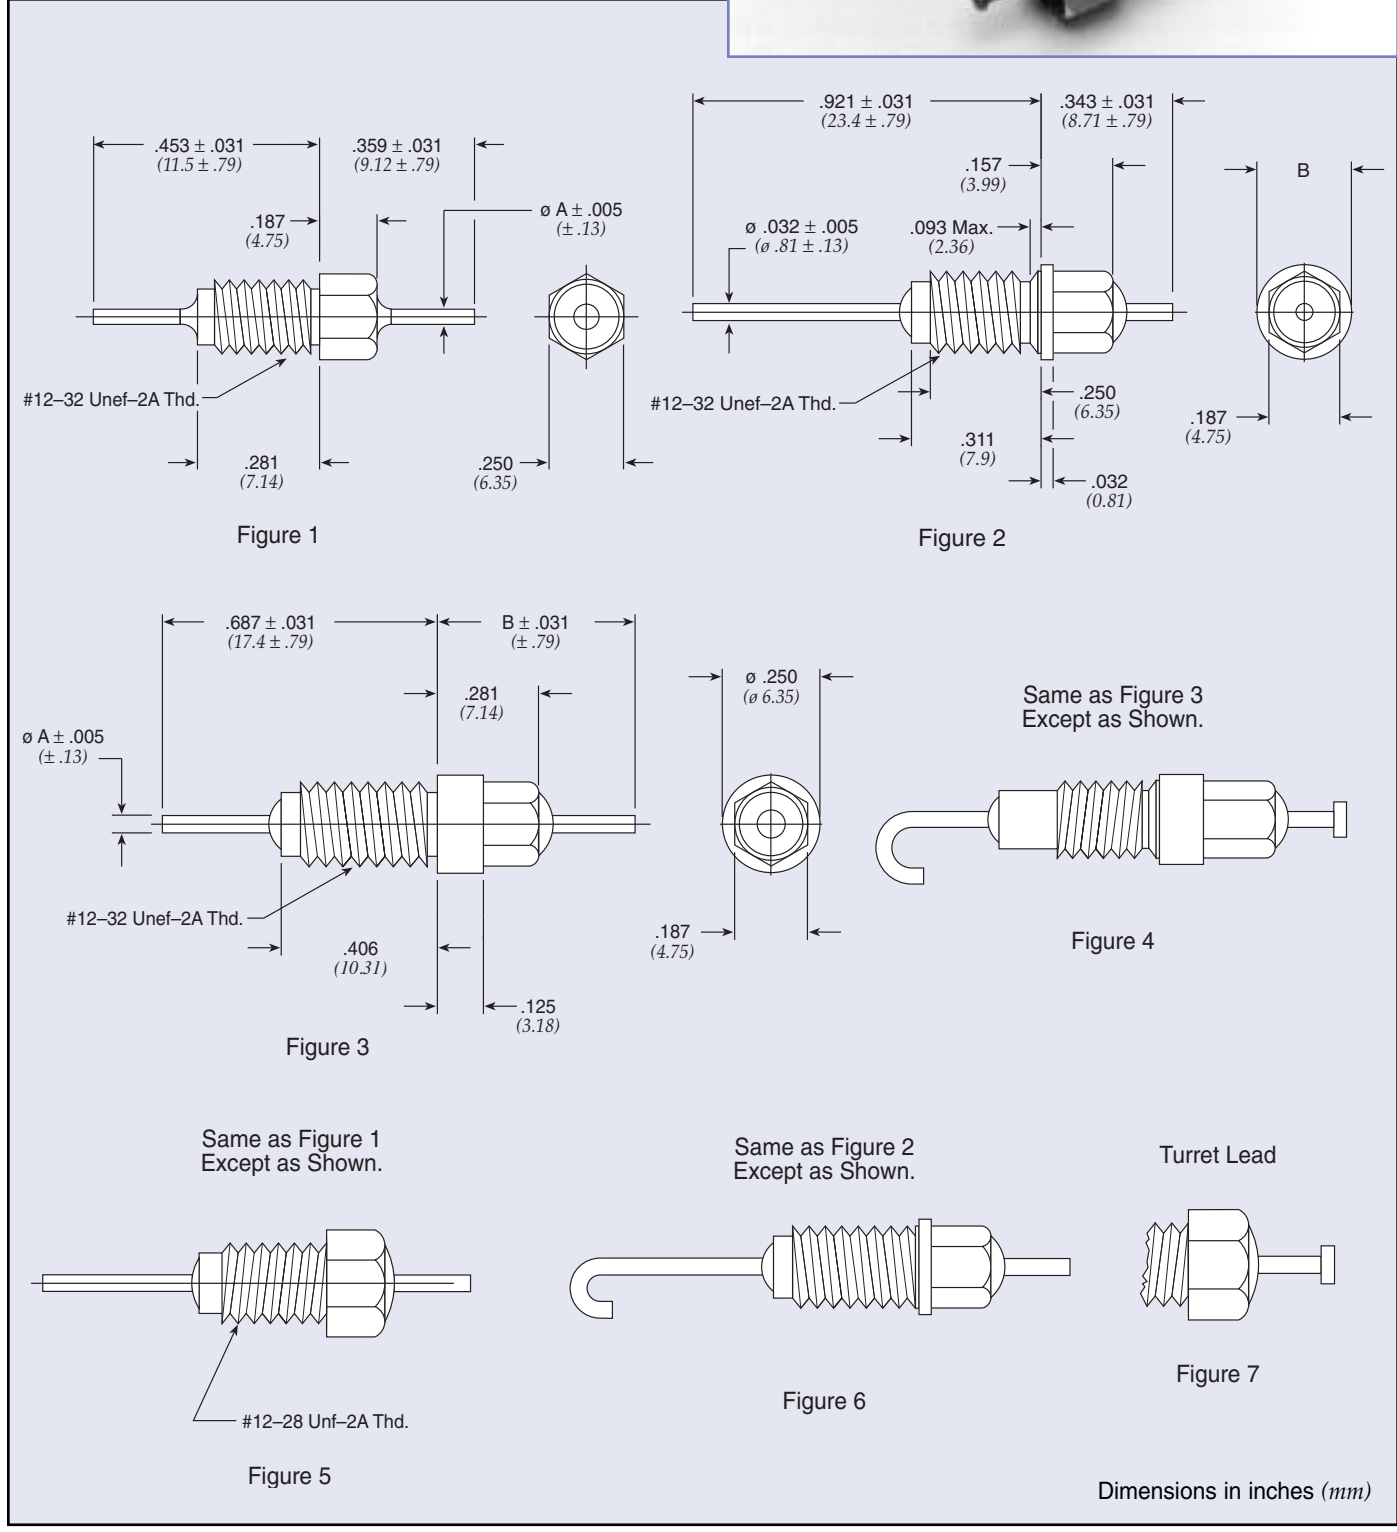 .453 ± .031
(11.5 ± .79)
.359 ± .031
(9.12 ± .79)
.187
(4.75)
ø A ± .005
(± .13)
#12–32 Unef–2A Thd.
.281
(7.14)
.250
(6.35)
Figure 1
.921 ± .031
(23.4 ± .79)
.343 ± .031
(8.71 ± .79)
.157
(3.99)
B
ø .032 ± .005
(ø .81 ± .13)
.093 Max.
(2.36)
#12–32 Unef–2A Thd.
.250
(6.35)
.311
(7.9)
.187
(4.75)
.032
(0.81)
Figure 2
.687 ± .031
(17.4 ± .79)
B ± .031
(± .79)
.281
(7.14)
ø A ± .005
(± .13)
ø .250
(ø 6.35)
#12–32 Unef–2A Thd.
.406
(10.31)
.187
(4.75)
.125
(3.18)
Figure 3
Same as Figure 3
Except as Shown.
Figure 4
Same as Figure 1
Except as Shown.
#12–28 Unf–2A Thd.
Figure 5
Same as Figure 2
Except as Shown.
Figure 6
Turret Lead
Figure 7
Dimensions in inches (mm)